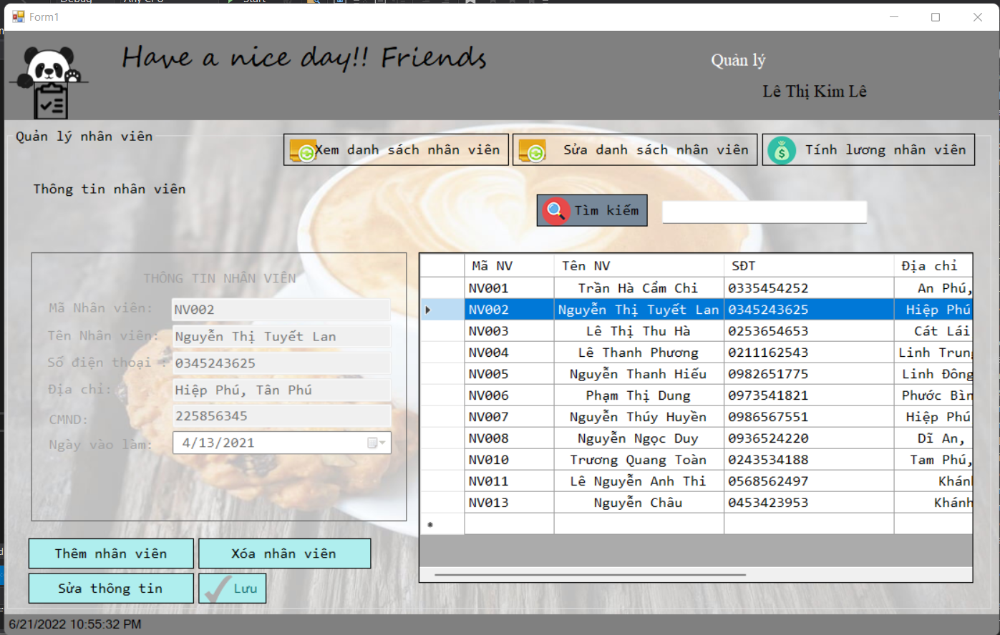 Debug Any CPU Start
Form1
Have a nice day!! Friends
Quản lý
Lê Thị Kim Lê
Quản lý nhân viên
Xem danh sách nhân viên
Sửa danh sách nhân viên
Tính lương nhân viên
Thông tin nhân viên
Tìm kiếm
THÔNG TIN NHÂN VIÊN
Mã Nhân viên: NV002
Tên Nhân viên: Nguyễn Thị Tuyết Lan
Số điện thoại : 0345243625
Địa chỉ: Hiệp Phú, Tân Phú
CMND: 225856345
Ngày vào làm: 4/13/2021
Mã NV Tên NV SĐT Địa chỉ
NV001 Trần Hà Cẩm Chi 0335454252 An Phú,
NV002 Nguyễn Thị Tuyết Lan 0345243625 Hiệp Phú
NV003 Lê Thị Thu Hà 0253654653 Cát Lái
NV004 Lê Thanh Phương 0211162543 Linh Trung
NV005 Nguyễn Thanh Hiếu 0982651775 Linh Đông
NV006 Phạm Thị Dung 0973541821 Phước Bìn
NV007 Nguyễn Thúy Huyền 0986567551 Hiệp Phú
NV008 Nguyễn Ngọc Duy 0936524220 Dĩ An,
NV010 Trương Quang Toàn 0243534188 Tam Phú,
NV011 Lê Nguyễn Anh Thi 0568562497 Khánh
NV013 Nguyễn Châu 0453423953 Khánh
*
Thêm nhân viên
Xóa nhân viên
Sửa thông tin
Lưu
6/21/2022 10:55:32 PM